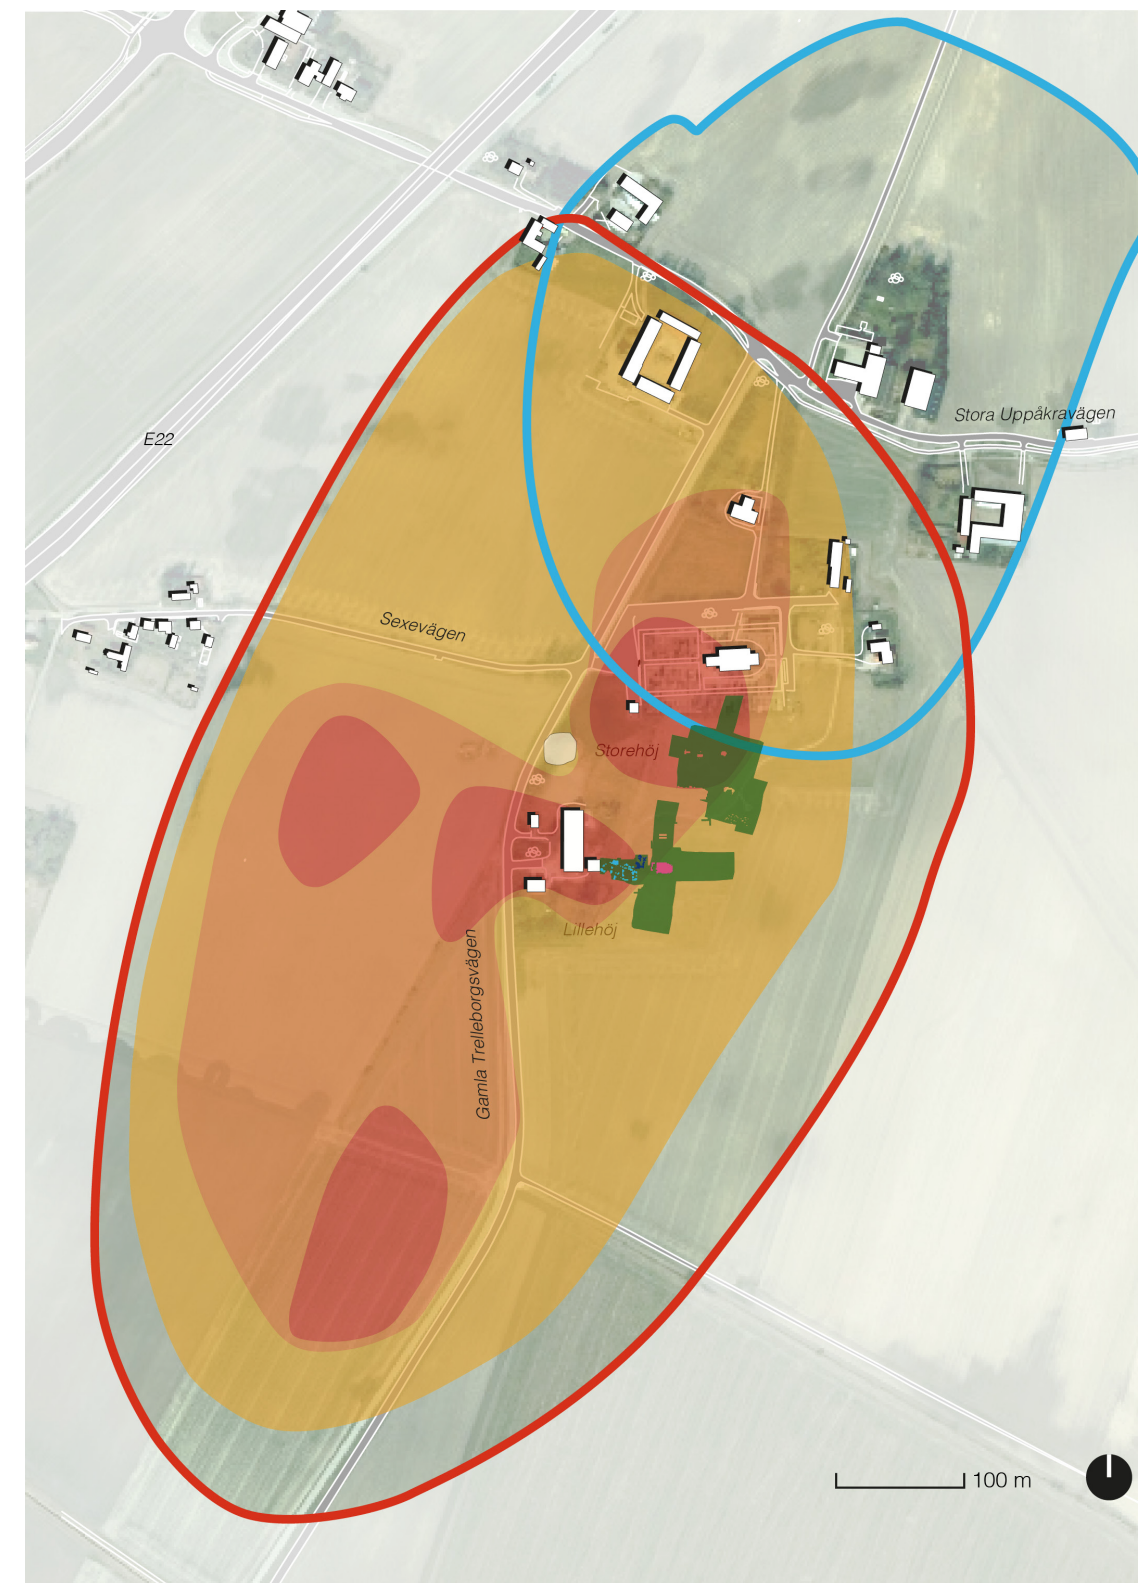 Stora Uppåkravägen
E22
Sexevägen
Storehöj
Lillehöj
Gamla Trelleborgsvägen
100 m